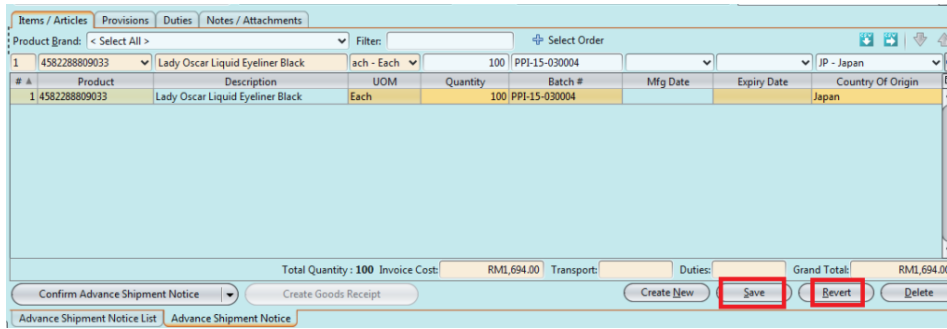 Items / Articles Provisions Duties Notes / Attachments
Product Brand: < Select All > Filter: Select Order
1 4582288809033 Lady Oscar Liquid Eyeliner Black ach - Each 100 PPI-15-030004 JP - Japan
# Product Description UOM Quantity Batch # Mfg Date Expiry Date Country Of Origin
1 4582288809033 Lady Oscar Liquid Eyeliner Black Each 100 PPI-15-030004 Japan
Total Quantity : 100 Invoice Cost: RM1,694.00 Transport: Duties: Grand Total: RM1,694.00
Confirm Advance Shipment Notice Create Goods Receipt Create New Save Revert Delete
Advance Shipment Notice List Advance Shipment Notice